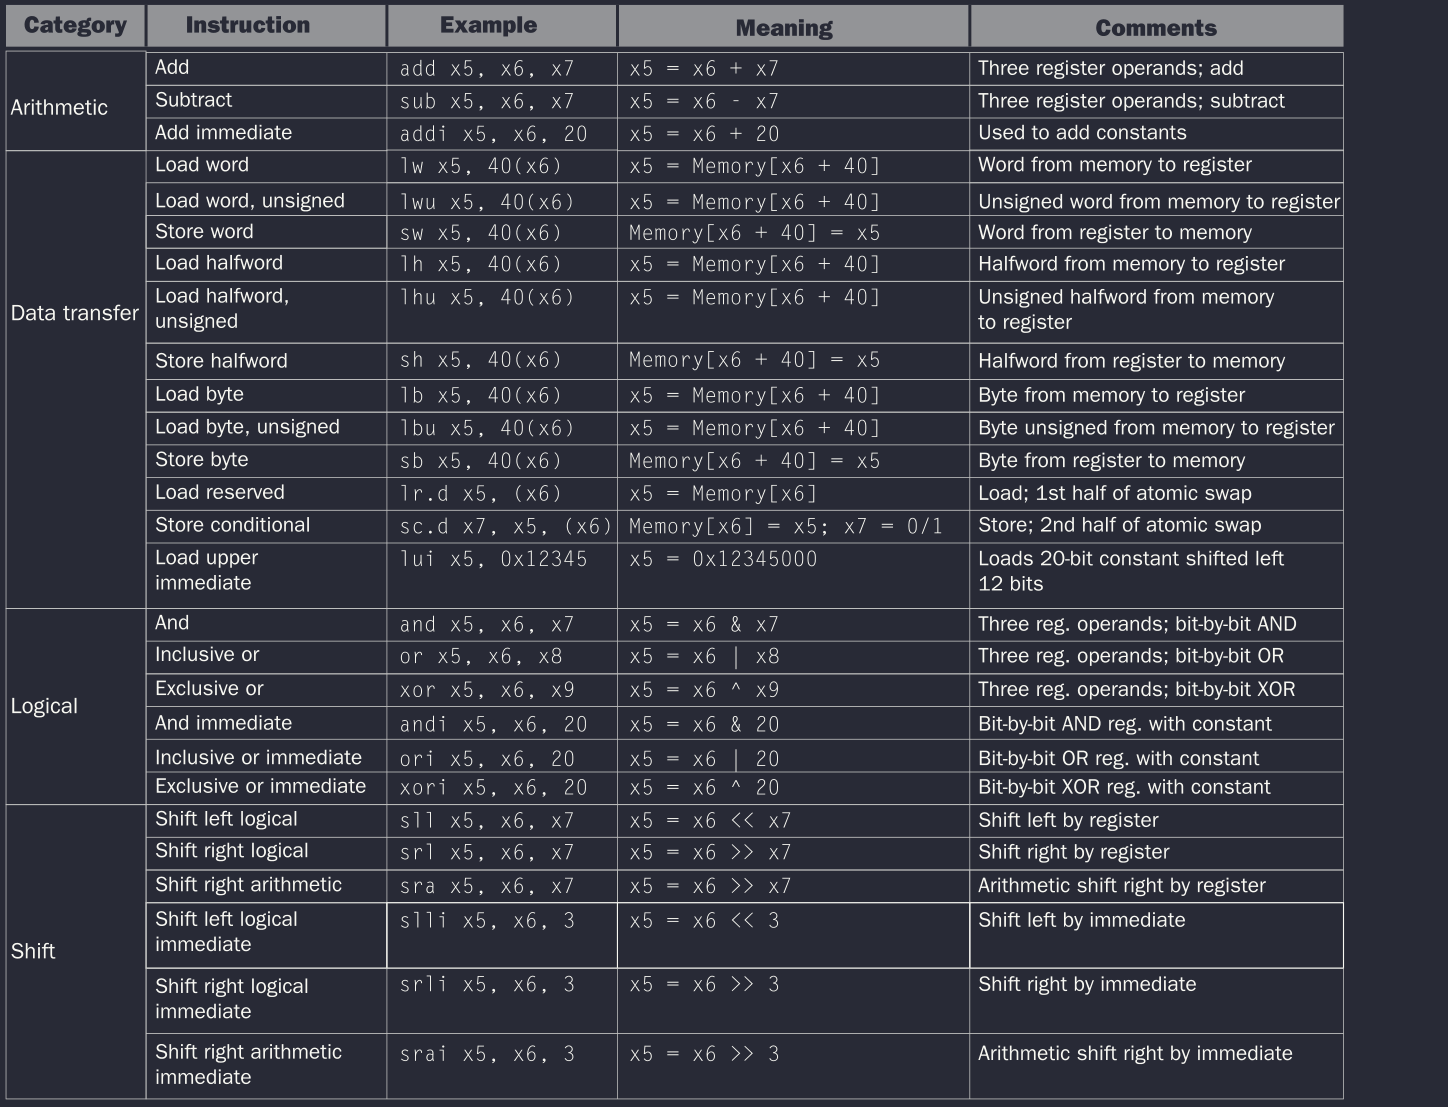 Category Instruction Example Meaning Comments
Arithmetic
Add add x5, x6, x7 x5 = x6 + x7 Three register operands; add
Subtract sub x5, x6, x7 x5 = x6 - x7 Three register operands; subtract
Add immediate addi x5, x6, 20 x5 = x6 + 20 Used to add constants
Data transfer
Load word lw x5, 40(x6) x5 = Memory[x6 + 40] Word from memory to register
Load word, unsigned lwu x5, 40(x6) x5 = Memory[x6 + 40] Unsigned word from memory to register
Store word sw x5, 40(x6) Memory[x6 + 40] = x5 Word from register to memory
Load halfword lh x5, 40(x6) x5 = Memory[x6 + 40] Halfword from memory to register
Load halfword, lhu x5, 40(x6) x5 = Memory[x6 + 40] Unsigned halfword from memory
unsigned to register
Store halfword sh x5, 40(x6) Memory[x6 + 40] = x5 Halfword from register to memory
Load byte lb x5, 40(x6) x5 = Memory[x6 + 40] Byte from memory to register
Load byte, unsigned lbu x5, 40(x6) x5 = Memory[x6 + 40] Byte unsigned from memory to register
Store byte sb x5, 40(x6) Memory[x6 + 40] = x5 Byte from register to memory
Load reserved lr.d x5, (x6) x5 = Memory[x6] Load; 1st half of atomic swap
Store conditional sc.d x7, x5, (x6) Memory[x6] = x5; x7 = 0/1 Store; 2nd half of atomic swap
Load upper lui x5, 0x12345 x5 = 0x12345000 Loads 20-bit constant shifted left
immediate 12 bits
Logical
And and x5, x6, x7 x5 = x6 & x7 Three reg. operands; bit-by-bit AND
Inclusive or or x5, x6, x8 x5 = x6 | x8 Three reg. operands; bit-by-bit OR
Exclusive or xor x5, x6, x9 x5 = x6 ^ x9 Three reg. operands; bit-by-bit XOR
And immediate andi x5, x6, 20 x5 = x6 & 20 Bit-by-bit AND reg. with constant
Inclusive or immediate ori x5, x6, 20 x5 = x6 | 20 Bit-by-bit OR reg. with constant
Exclusive or immediate xori x5, x6, 20 x5 = x6 ^ 20 Bit-by-bit XOR reg. with constant
Shift
Shift left logical sll x5, x6, x7 x5 = x6 << x7 Shift left by register
Shift right logical srl x5, x6, x7 x5 = x6 >> x7 Shift right by register
Shift right arithmetic sra x5, x6, x7 x5 = x6 >> x7 Arithmetic shift right by register
Shift left logical slli x5, x6, 3 x5 = x6 << 3 Shift left by immediate
immediate
Shift right logical srli x5, x6, 3 x5 = x6 >> 3 Shift right by immediate
immediate
Shift right arithmetic srai x5, x6, 3 x5 = x6 >> 3 Arithmetic shift right by immediate
immediate